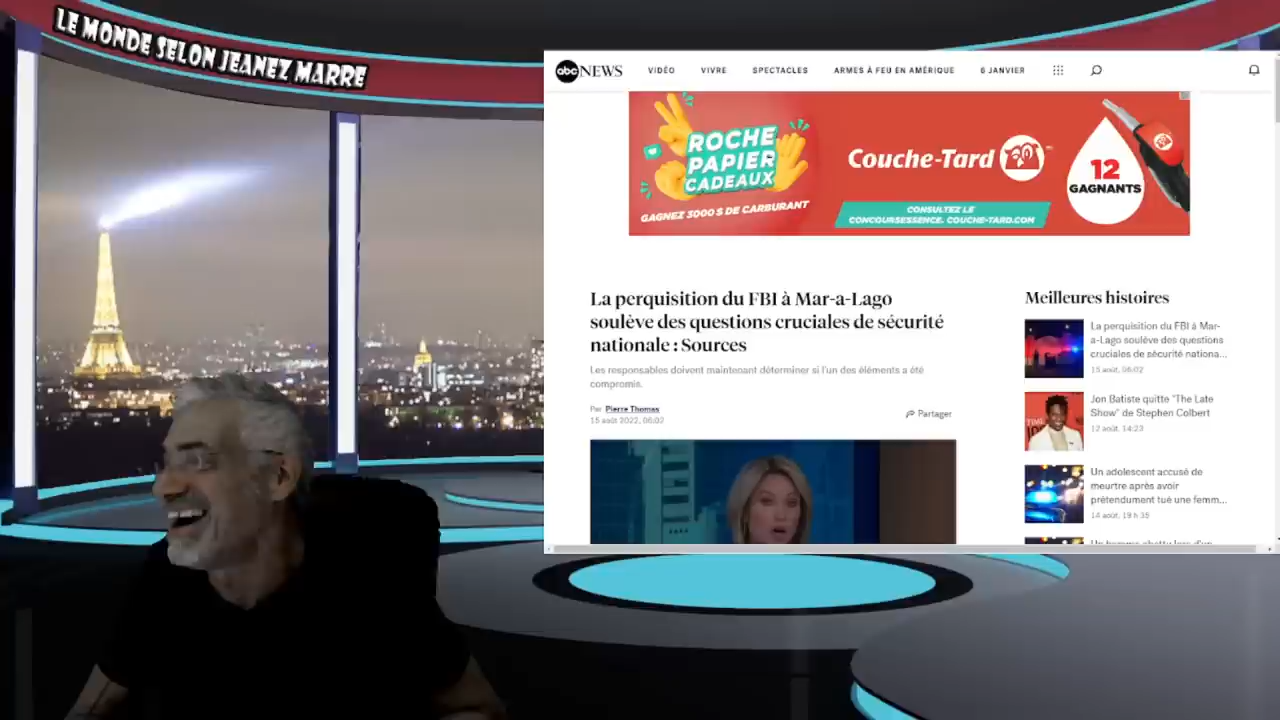 LE MONDE SELON JEANEZ MARRE
abc NEWS
VIDÉO
VIVRE
SPECTACLES
ARMES À FEU EN AMÉRIQUE
6 JANVIER
ROCHE
PAPIER
CADEAUX
GAGNEZ 3000 $ DE CARBURANT
Couche-Tard
CONSULTEZ LE
CONCOURSESSENCE. COUCHE-TARD.COM
12
GAGNANTS
La perquisition du FBI à Mar-a-Lago
soulève des questions cruciales de sécurité
nationale : Sources
Les responsables doivent maintenant déterminer si l'un des éléments a été
compromis.
Par Pierre Thomas
15 août 2022, 06:02
Partager
Meilleures histoires
La perquisition du FBI à Mar-
a-Lago soulève des questions
cruciales de sécurité nationa...
15 août, 06:02
Jon Batiste quitte "The Late
Show" de Stephen Colbert
12 août, 14:23
Un adolescent accusé de
meurtre après avoir
prétendument tué une femm...
14 août, 19 h 35